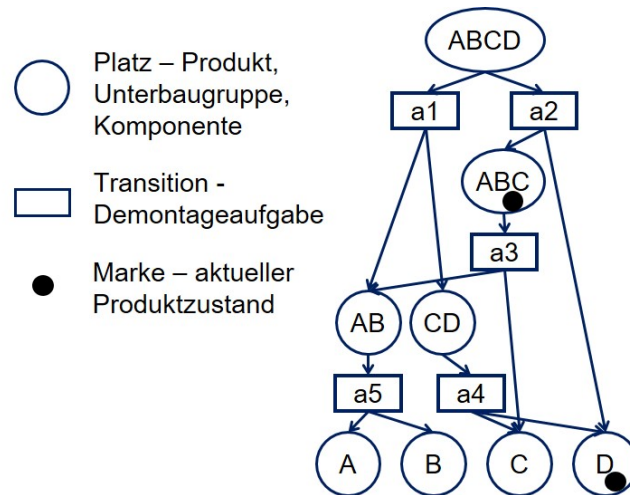 ABCD
Platz – Produkt,
Unterbaugruppe,
Komponente
a1
a2
ABC
Transition -
Demontageaufgabe
a3
Marke – aktueller
Produktzustand
AB
CD
a5
a4
A
B
C
D